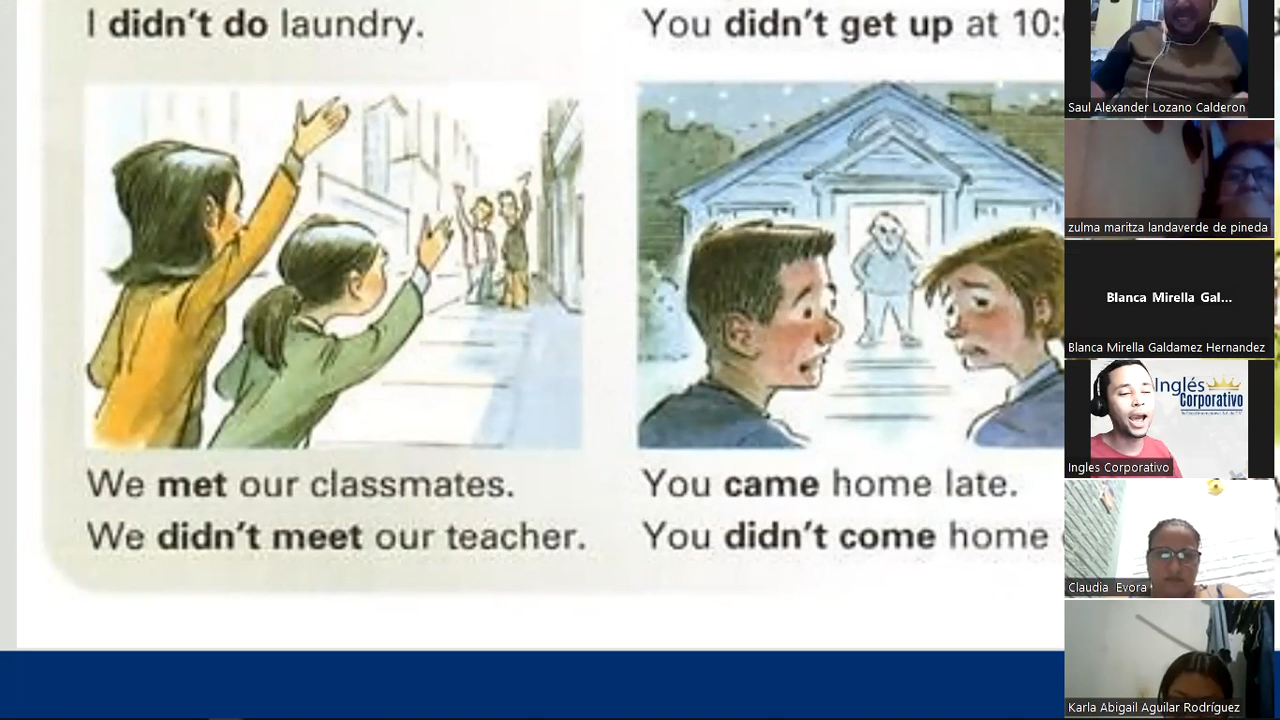 I didn't do laundry.
You didn't get up at 10:
We met our classmates.
We didn't meet our teacher.
You came home late.
You didn't come home
Saul Alexander Lozano Calderon
zulma maritza landaverde de pineda
Blanca Mirella Gal...
Blanca Mirella Galdamez Hernandez
Inglés
Corporativo
Ingles Corporativo
Claudia Evora
Karla Abigail Aguilar Rodríguez